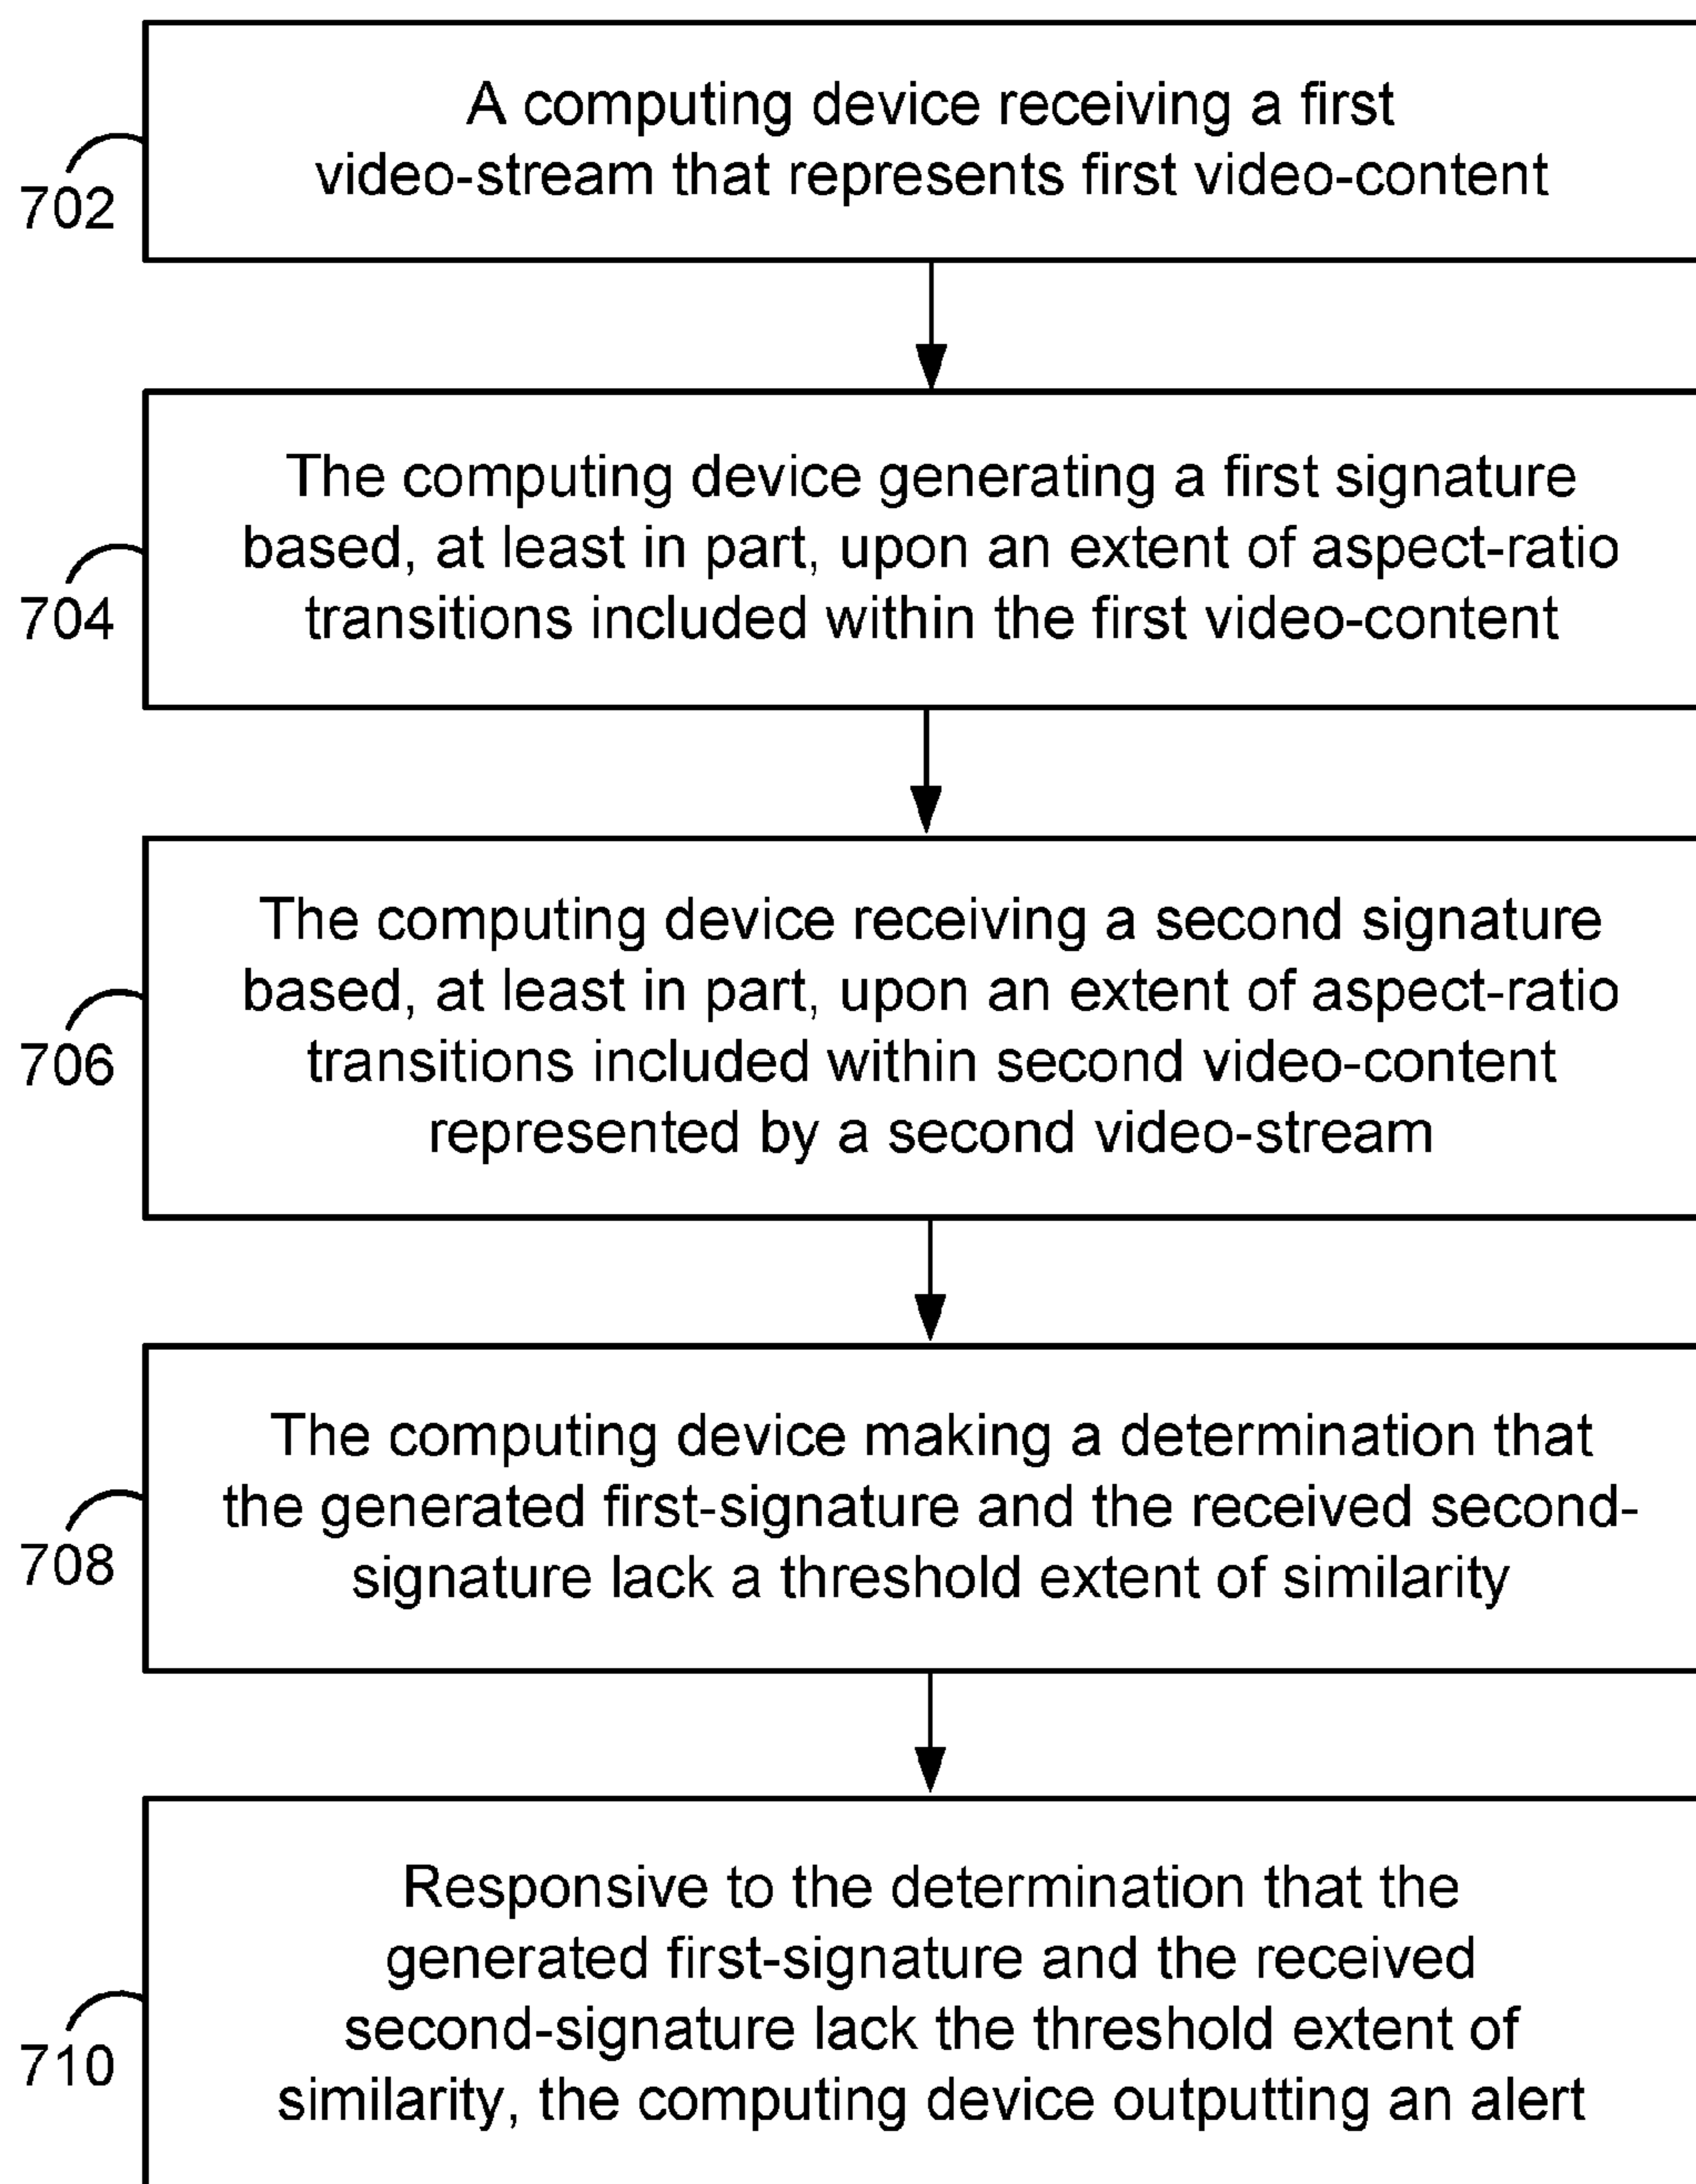 A computing device receiving a first
video-stream that represents first video-content
702
The computing device generating a first signature
based, at least in part, upon an extent of aspect-ratio
transitions included within the first video-content
704
The computing device receiving a second signature
based, at least in part, upon an extent of aspect-ratio
transitions included within second video-content
represented by a second video-stream
706
The computing device making a determination that
the generated first-signature and the received second-
signature lack a threshold extent of similarity
708
Responsive to the determination that the
generated first-signature and the received
second-signature lack the threshold extent of
similarity, the computing device outputting an alert
710